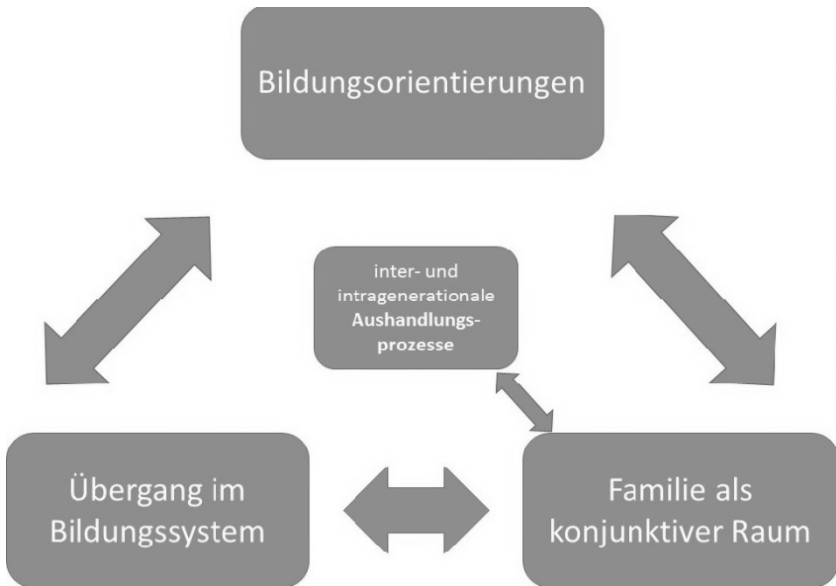 Bildungsorientierungen
inter- und
intragenerationale
Aushandlungs-
prozesse
Übergang im
Bildungssystem
Familie als
konjunktiver Raum